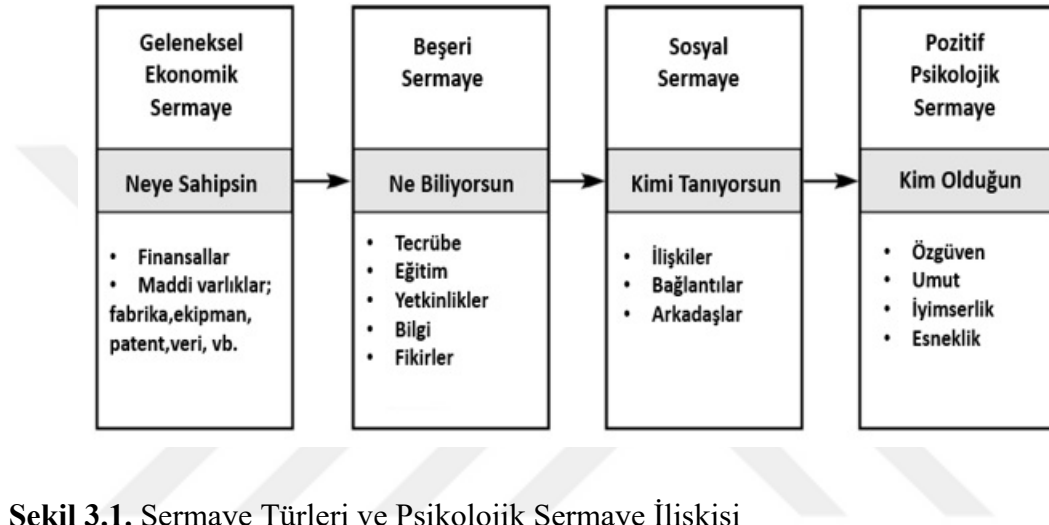 Geleneksel
Ekonomik
Sermaye
Neye Sahipsin
• Finansallar
• Maddi varlıklar;
fabrika,ekipman,
patent,veri, vb.
Beşeri
Sermaye
Ne Biliyorsun
• Tecrübe
• Eğitim
• Yetkinlikler
• Bilgi
• Fikirler
Sosyal
Sermaye
Kimi Tanıyorsun
• İlişkiler
• Bağlantılar
• Arkadaşlar
Pozitif
Psikolojik
Sermaye
Kim Olduğun
• Özgüven
• Umut
• İyimserlik
• Esneklik
Şekil 3.1. Sermaye Türleri ve Psikolojik Sermaye İlişkisi